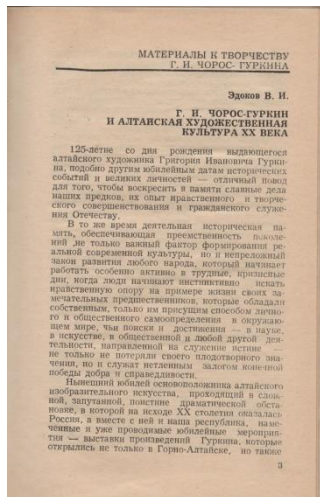 МАТЕРИАЛЫ К ТВОРЧЕСТВУ
Г. И. ЧОРОС- ГУРКИНА
Эдоков В. И.
Г. И. ЧОРОС-ГУРКИН
И АЛТАЙСКАЯ ХУДОЖЕСТВЕННАЯ
КУЛЬТУРА XX ВЕКА
125-летие со дня рождения выдающегося
алтайского художника Григория Ивановича Гурки-
на, подобно другим юбилейным датам исторических
событий и великих личностей — отличный повод
для того, чтобы воскресить в памяти славные дела
наших предков, их опыт нравственного и творче-
ского совершенствования и гражданского служе-
ния Отечеству.
В то же время деятельная историческая па-
мять, обеспечивающая преемственность поколе-
ний ,не только важный фактор формирования ре-
альной современной культуры, но и непреложный
закон развития любого народа, который начинает
работать особенно активно в трудные, кризисные
дни, когда люди начинают инстинктивно искать
нравственную опору на примере жизни своих за-
мечательных предшественников, которые обладали
собственным, только им присущим способом лично-
го и общественного самоопределения в окружаю-
щем мире, чьи поиски и достижения — в науке,
в искусстве, в общественной и любой другой дея-
тельности, направленной на служение истине —
не только не потеряли своего плодотворного значе-
ния, но и служат нетленным залогом конечной
победы добра и справедливости.
Нынешний юбилей основоположника алтайского
изобразительного искусства, проходящий в слож-
ной, запутанной, поистине драматической обста-
новке, в которой на исходе XX столетия оказалась
Россия, а вместе с ней и наша республика, наме-
ченные и уже проводимые юбилейные мероприя-
тия — выставки произведений Гуркина, которые
открылись не только в Горно-Алтайске, но также
3